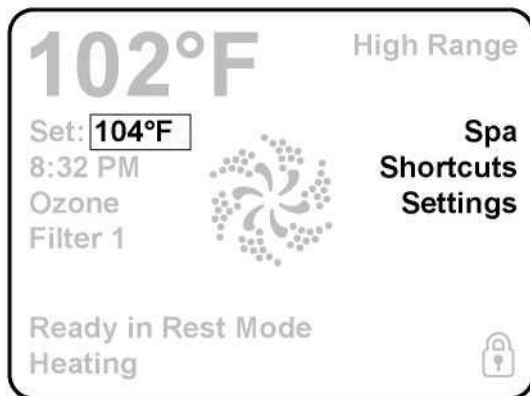 102°F
High Range
Set: 104°F
Spa
8:32 PM
Shortcuts
Ozone
Settings
Filter 1
Ready in Rest Mode
Heating